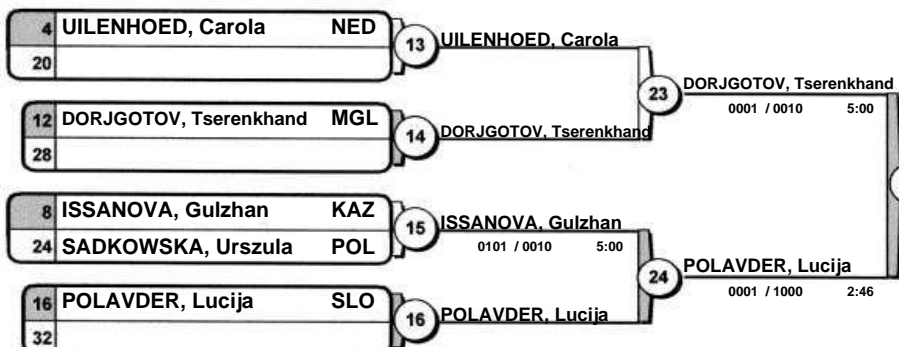 4 UILENHOED, Carola NED
20
13 UILENHOED, Carola
12 DORJGOTOV, Tserenkhand MGL
28
14 DORJGOTOV, Tserenkhand
23 DORJGOTOV, Tserenkhand
0001 / 0010 5:00
8 ISSANOVA, Gulzhan KAZ
24 SADKOWSKA, Urszula POL
15 ISSANOVA, Gulzhan
0101 / 0010 5:00
16 POLAVDER, Lucija SLO
32
16 POLAVDER, Lucija
24 POLAVDER, Lucija
0001 / 1000 2:46